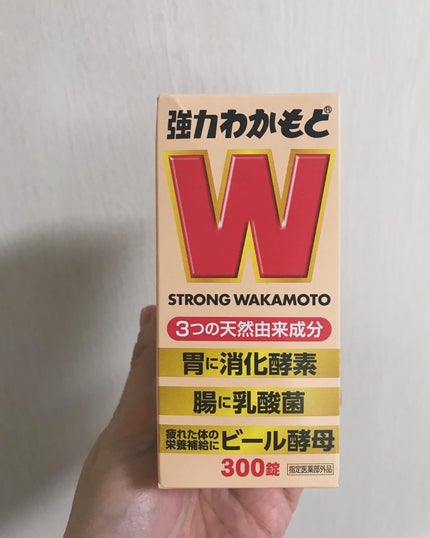 強力わかもと®
W
STRONG WAKAMOTO
3つの天然由来成分
胃に消化酵素
腸に乳酸菌
疲れた体の
栄養補給に ビール酵母
300錠 指定医薬部外品